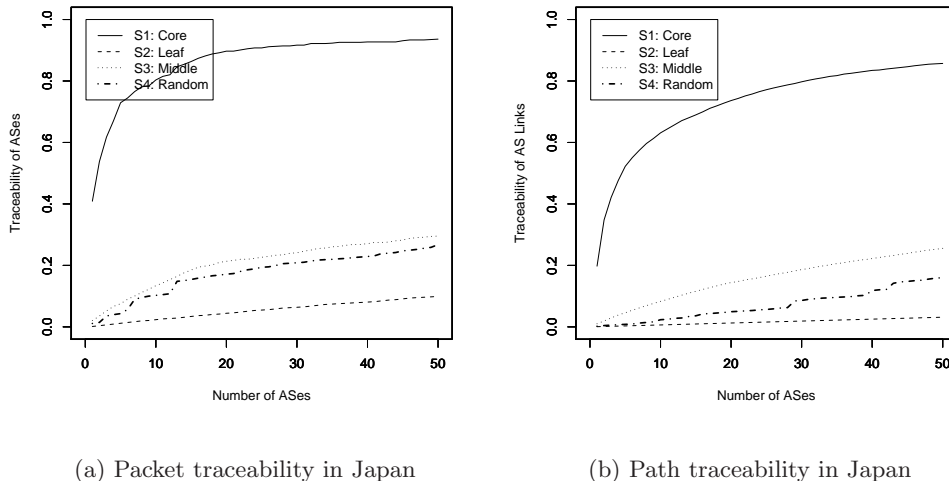 S1: Core
S2: Leaf
S3: Middle
S4: Random
Traceability of ASes
1.0
0.8
0.6
0.4
0.2
0.0
0 10 20 30 40 50
Number of ASes
(a) Packet traceability in Japan
S1: Core
S2: Leaf
S3: Middle
S4: Random
Traceability of AS Links
1.0
0.8
0.6
0.4
0.2
0.0
0 10 20 30 40 50
Number of ASes
(b) Path traceability in Japan